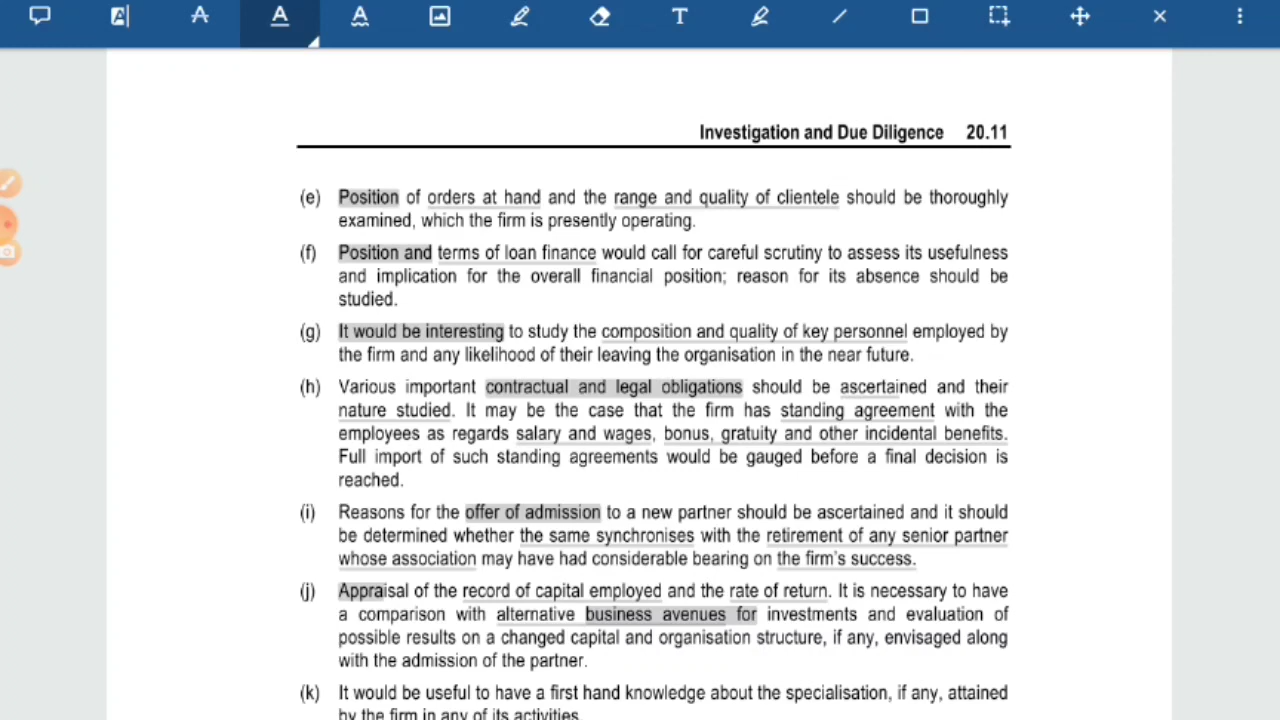 Investigation and Due Diligence 20.11
(e) Position of orders at hand and the range and quality of clientele should be thoroughly
examined, which the firm is presently operating.
(f) Position and terms of loan finance would call for careful scrutiny to assess its usefulness
and implication for the overall financial position; reason for its absence should be
studied.
(g) It would be interesting to study the composition and quality of key personnel employed by
the firm and any likelihood of their leaving the organisation in the near future.
(h) Various important contractual and legal obligations should be ascertained and their
nature studied. It may be the case that the firm has standing agreement with the
employees as regards salary and wages, bonus, gratuity and other incidental benefits.
Full import of such standing agreements would be gauged before a final decision is
reached.
(i) Reasons for the offer of admission to a new partner should be ascertained and it should
be determined whether the same synchronises with the retirement of any senior partner
whose association may have had considerable bearing on the firm's success.
(j) Appraisal of the record of capital employed and the rate of return. It is necessary to have
a comparison with alternative business avenues for investments and evaluation of
possible results on a changed capital and organisation structure, if any, envisaged along
with the admission of the partner.
(k) It would be useful to have a first hand knowledge about the specialisation, if any, attained
by the firm in any of its activities.